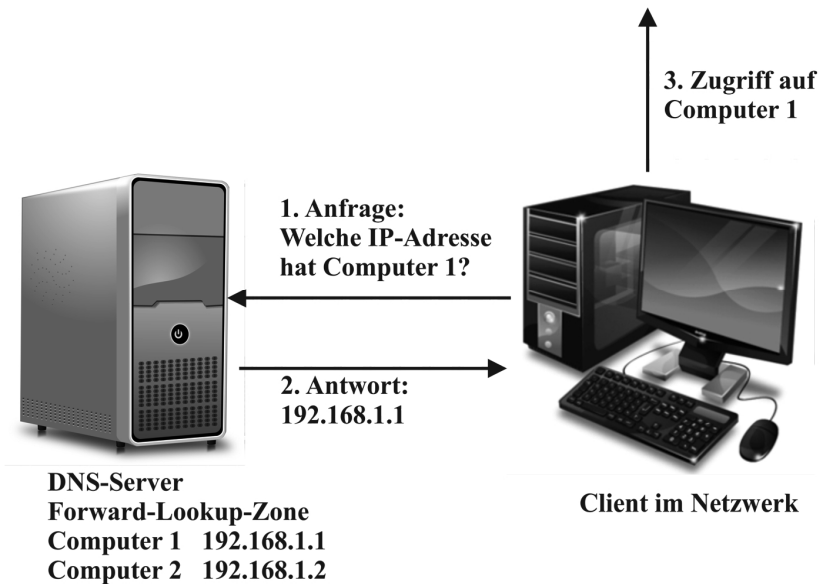 3. Zugriff auf
Computer 1
1. Anfrage:
Welche IP-Adresse
hat Computer 1?
2. Antwort:
192.168.1.1
DNS-Server
Forward-Lookup-Zone
Computer 1 192.168.1.1
Computer 2 192.168.1.2
Client im Netzwerk